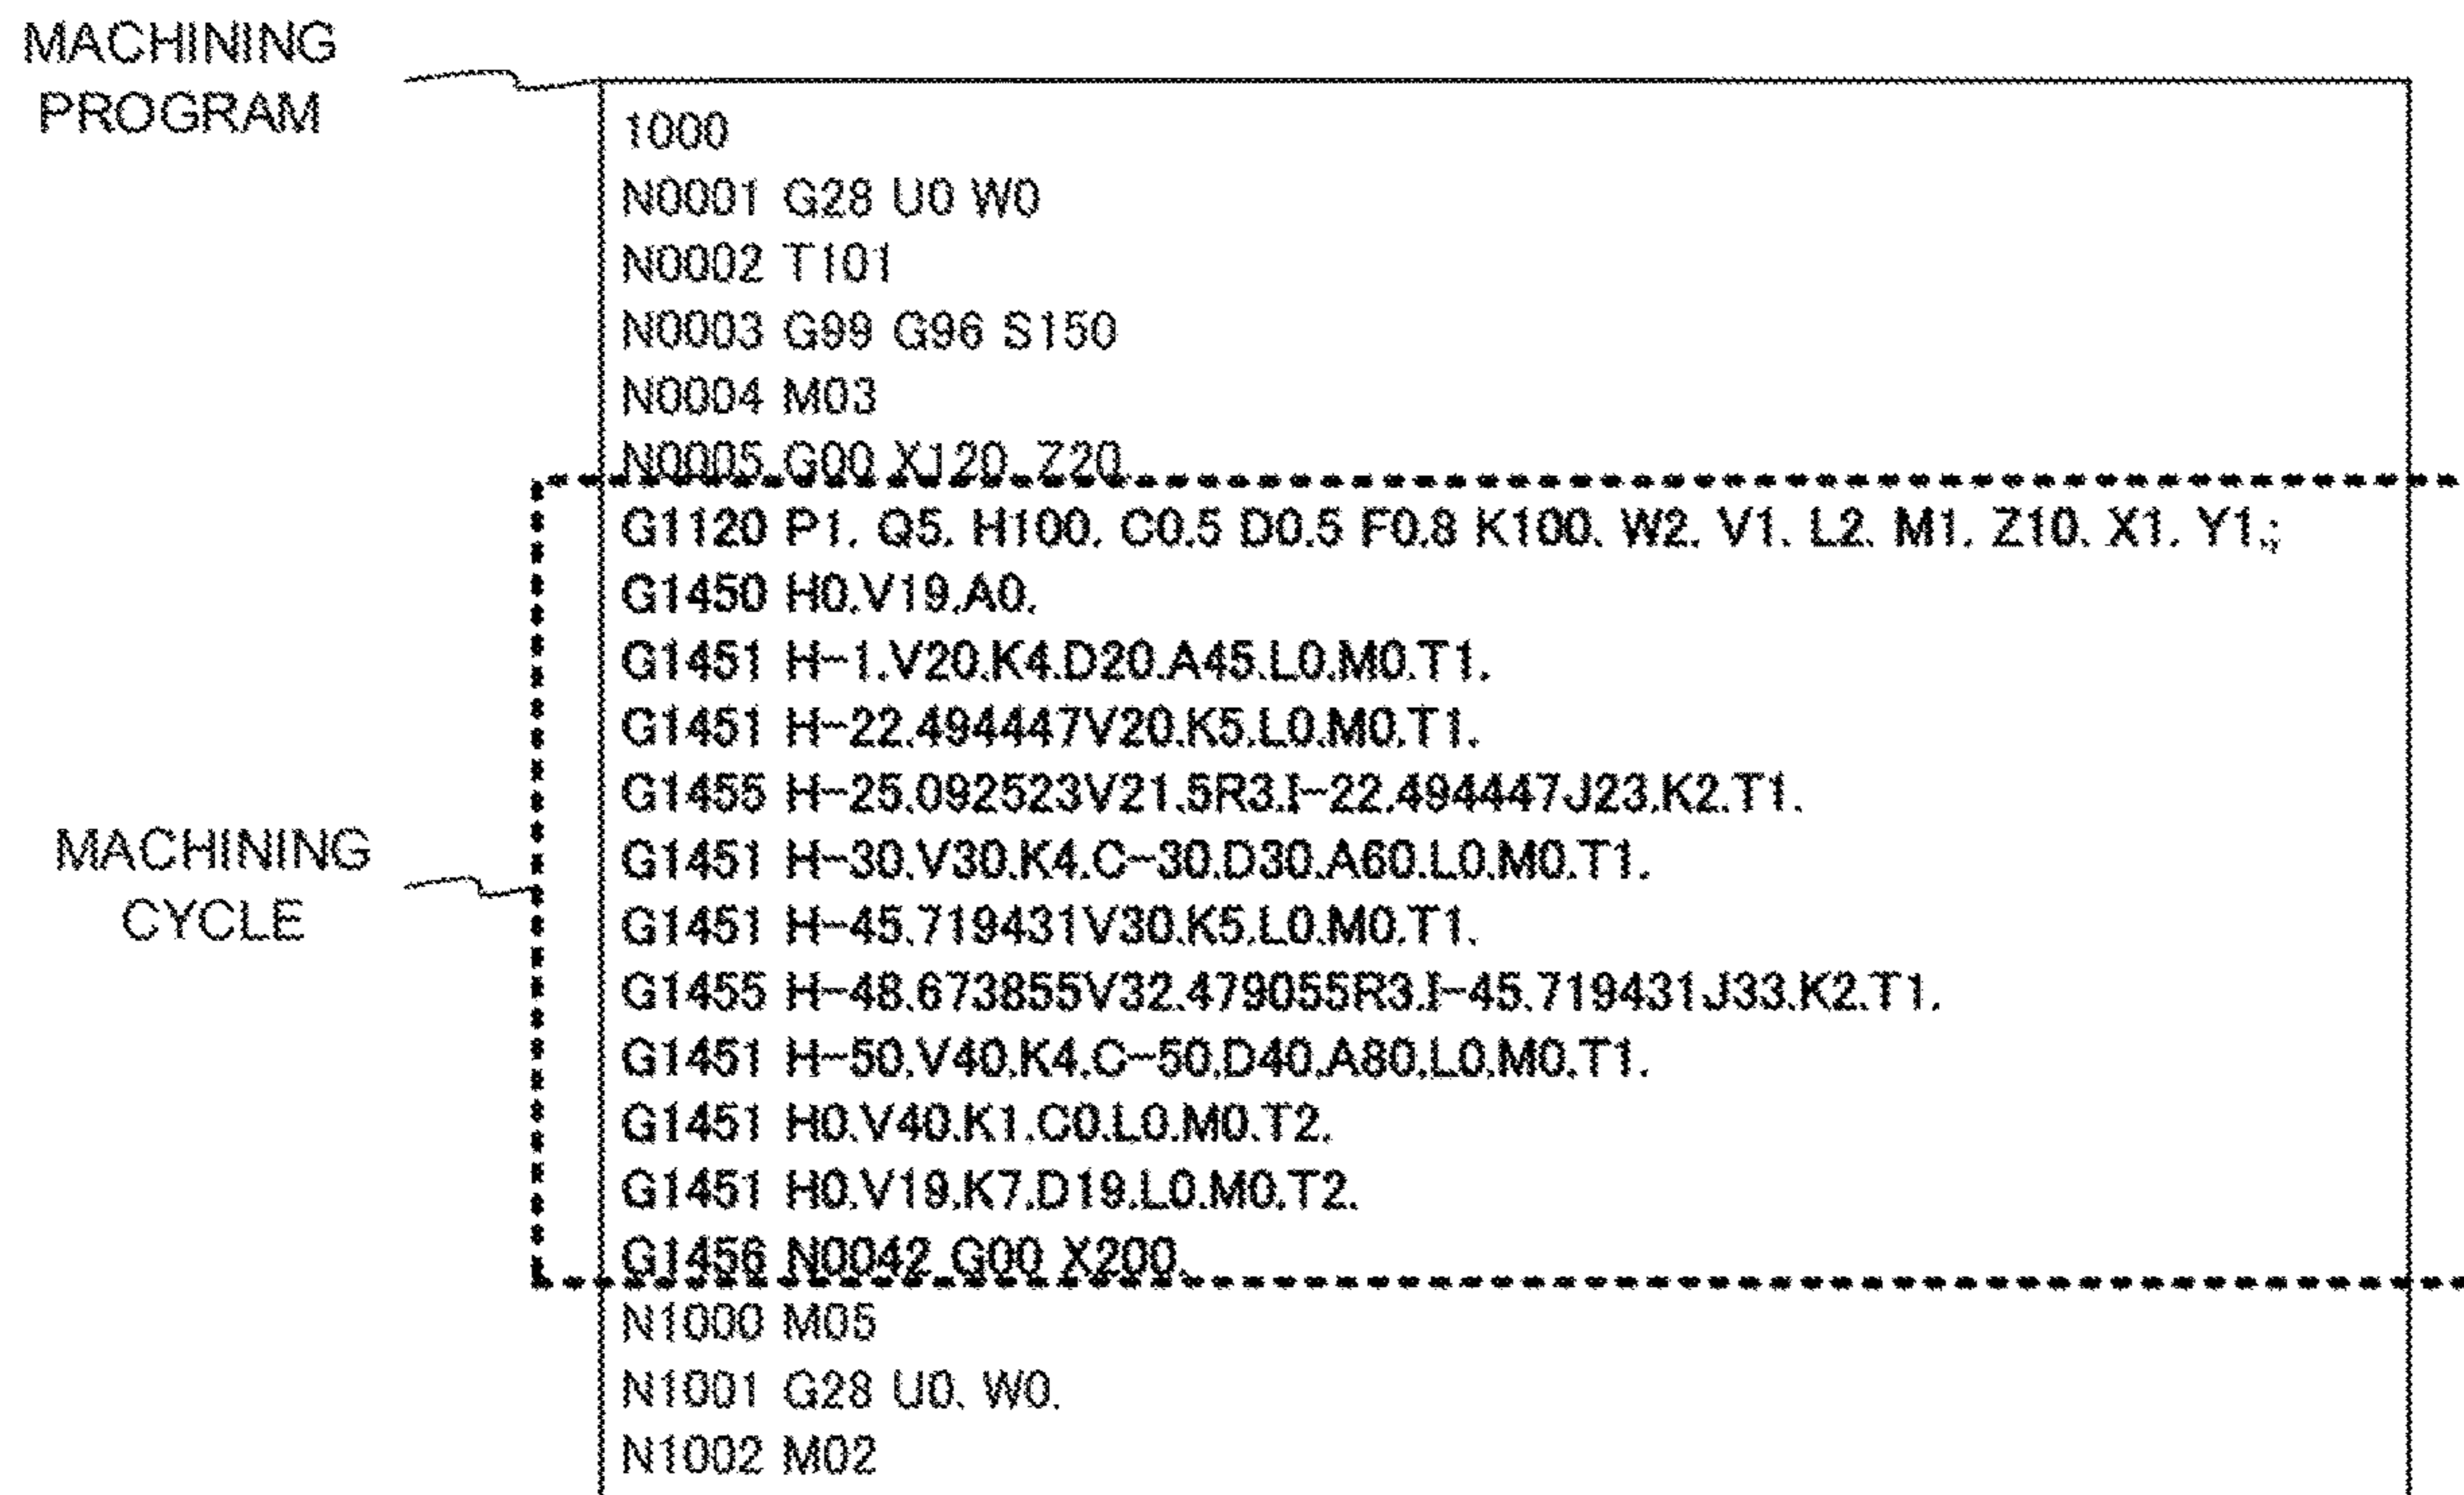 MACHINING
PROGRAM
1000
N0001 G28 U0 W0
N0002 T101
N0003 G99 G96 S150
N0004 M03
N0005 G00 X120. Z20.
G1120 P1. Q5. H100. C0.5 D0.5 F0.8 K100. W2. V1. L2. M1. Z10. X1. Y1.;
G1450 H0.V19.A0.
G1451 H-1.V20.K4.D20.A45.L0.M0.T1.
G1451 H-22.494447V20.K5.L0.M0.T1.
G1455 H-25.092523V21.5R3.I-22.494447J23.K2.T1.
G1451 H-30.V30.K4.C-30.D30.A60.L0.M0.T1.
MACHINING
CYCLE
G1451 H-45.719431V30.K5.L0.M0.T1.
G1455 H-48.673855V32.479055R3.I-45.719431J33.K2.T1.
G1451 H-50.V40.K4.C-50.D40.A80.L0.M0.T1.
G1451 H0.V40.K1.C0.L0.M0.T2.
G1451 H0.V19.K7.D19.L0.M0.T2.
G1456 N0042 G00 X200.
N1000 M05
N1001 G28 U0. W0.
N1002 M02